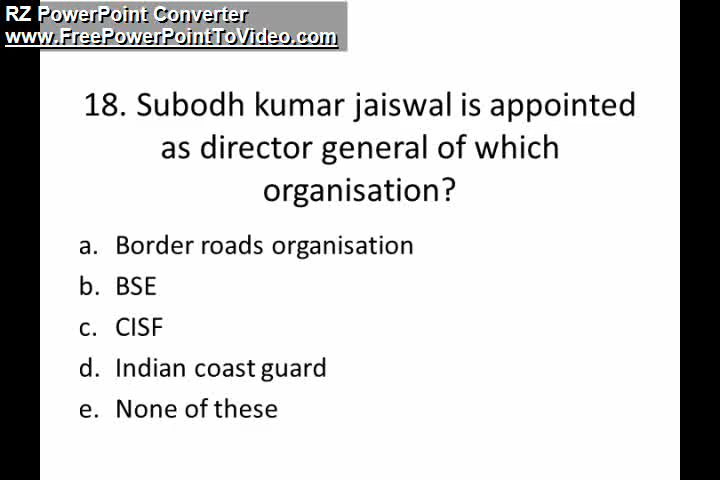 RZ PowerPoint Converter
www.FreePowerPointToVideo.com
18. Subodh kumar jaiswal is appointed
as director general of which
organisation?
a. Border roads organisation
b. BSE
c. CISF
d. Indian coast guard
e. None of these